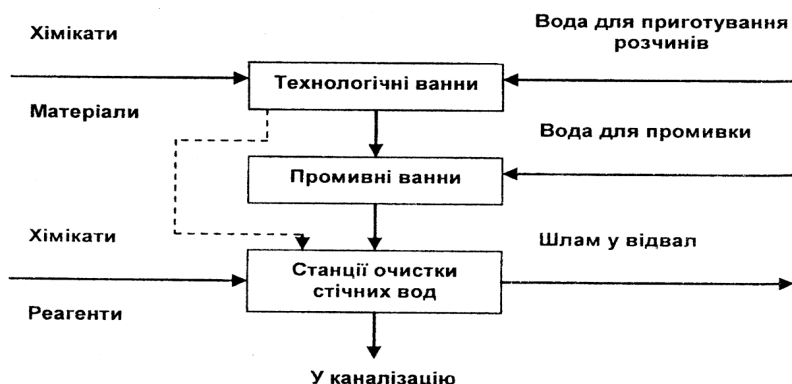 Хімікати
Вода для приготування
розчинів
Технологічні ванни
Матеріали
Вода для промивки
Промивні ванни
Хімікати
Шлам у відвал
Станції очистки
стічних вод
Реагенти
У каналізацію